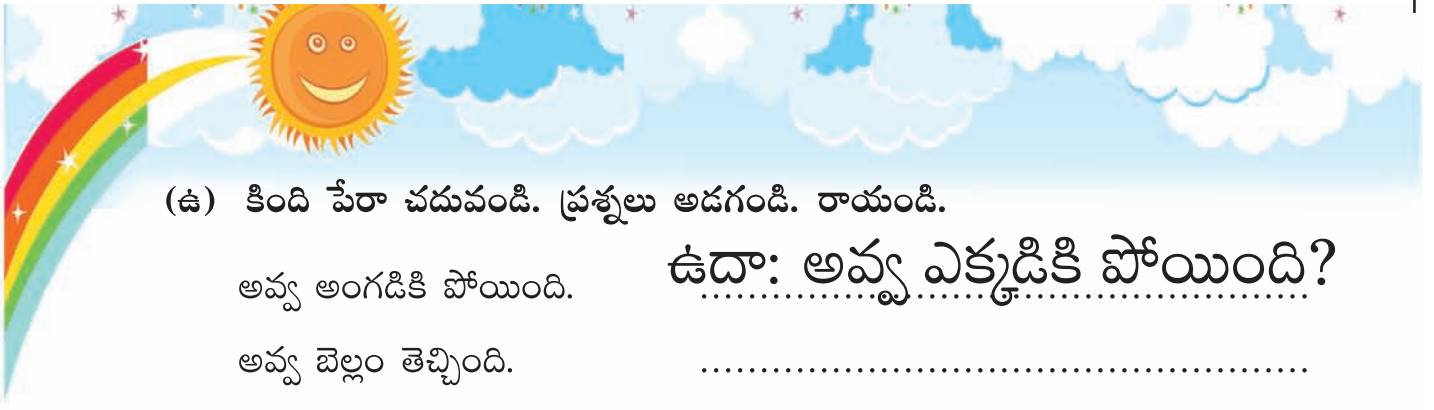 (ఉ) కింది పేరా చదువండి. ప్రశ్నలు అడగండి. రాయండి.
అవ్వ అంగడికి పోయింది. ఉదా: అవ్వ ఎక్కడికి పోయింది?
అవ్వ బెల్లం తెచ్చింది. ..................................................